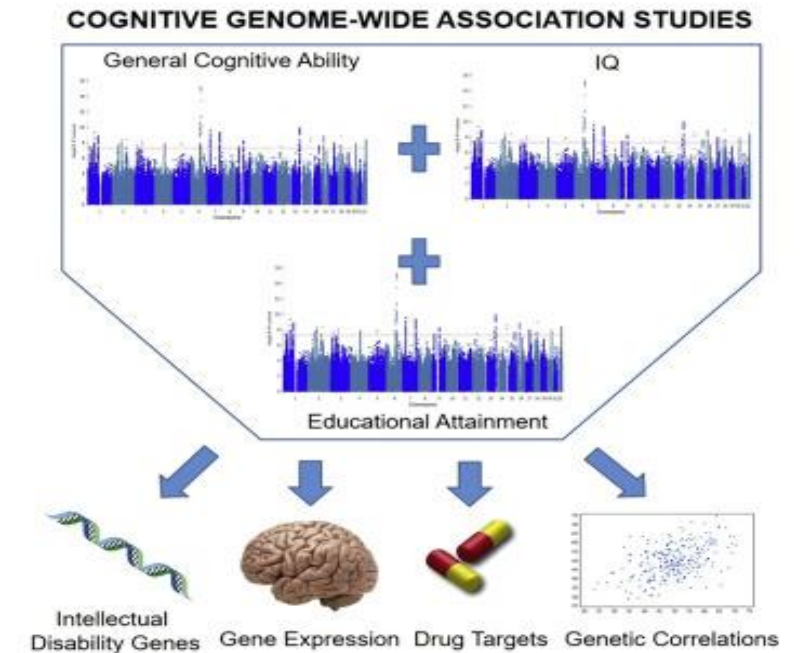 COGNITIVE GENOME-WIDE ASSOCIATION STUDIES
General Cognitive Ability
IQ
Educational Attainment
Intellectual
Disability Genes
Gene Expression
Drug Targets
Genetic Correlations